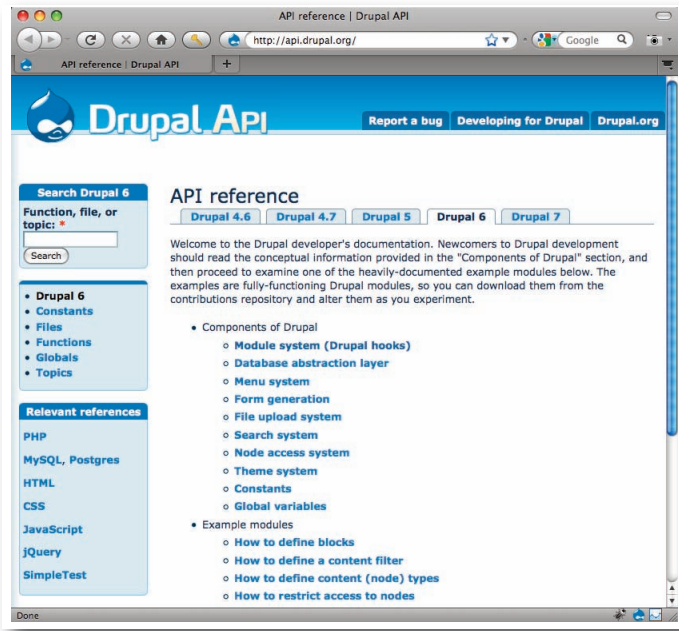 API reference | Drupal API
http://api.drupal.org/
Google
API reference | Drupal API
+
Drupal API
Report a bug
Developing for Drupal
Drupal.org
Search Drupal 6
Function, file, or
topic: *
Search
• Drupal 6
• Constants
• Files
• Functions
• Globals
• Topics
Relevant references
PHP
MySQL, Postgres
HTML
CSS
JavaScript
jQuery
SimpleTest
API reference
Drupal 4.6
Drupal 4.7
Drupal 5
Drupal 6
Drupal 7
Welcome to the Drupal developer's documentation. Newcomers to Drupal development
should read the conceptual information provided in the "Components of Drupal" section, and
then proceed to examine one of the heavily-documented example modules below. The
examples are fully-functioning Drupal modules, so you can download them from the
contributions repository and alter them as you experiment.
• Components of Drupal
◦ Module system (Drupal hooks)
◦ Database abstraction layer
◦ Menu system
◦ Form generation
◦ File upload system
◦ Search system
◦ Node access system
◦ Theme system
◦ Constants
◦ Global variables
• Example modules
◦ How to define blocks
◦ How to define a content filter
◦ How to define content (node) types
◦ How to restrict access to nodes
Done